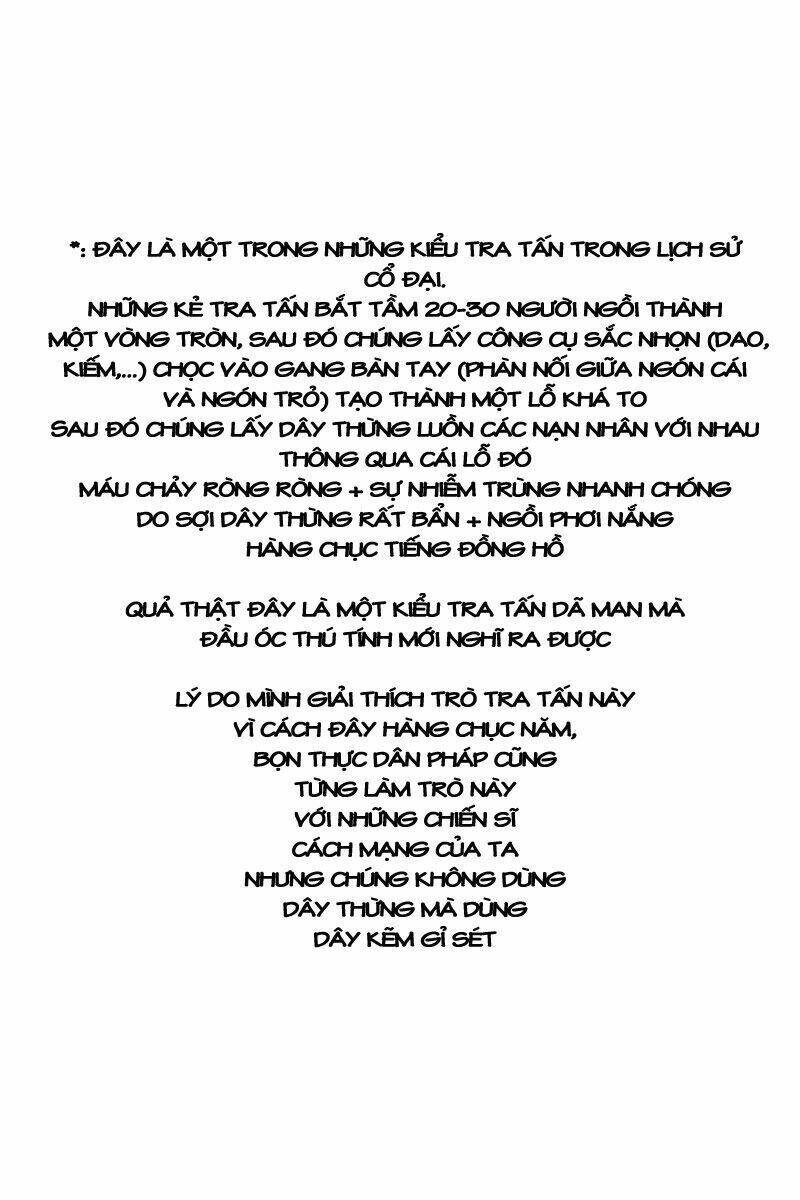 *: ĐÂY LÀ MỘT TRONG NHỮNG KIỂU TRA TẤN TRONG LỊCH SỬ
CỔ ĐẠI.
NHỮNG KẺ TRA TẤN BẮT TẦM 20-30 NGƯỜI NGỒI THÀNH
MỘT VÒNG TRÒN, SAU ĐÓ CHÚNG LẤY CÔNG CỤ SẮC NHỌN (DAO,
KIẾM,...) CHỌC VÀO GANG BÀN TAY (PHẦN NỐI GIỮA NGÓN CÁI
VÀ NGÓN TRỎ) TẠO THÀNH MỘT LỖ KHÁ TO
SAU ĐÓ CHÚNG LẤY DÂY THỪNG LUỒN CÁC NẠN NHÂN VỚI NHAU
THÔNG QUA CÁI LỖ ĐÓ
MÁU CHẢY RÒNG RÒNG + SỰ NHIỄM TRÙNG NHANH CHÓNG
DO SỢI DÂY THỪNG RẤT BẨN + NGỒI PHƠI NẮNG
HÀNG CHỤC TIẾNG ĐỒNG HỒ
QUẢ THẬT ĐÂY LÀ MỘT KIỂU TRA TẤN DÃ MAN MÀ
ĐẦU ÓC THÚ TÍNH MỚI NGHĨ RA ĐƯỢC
LÝ DO MÌNH GIẢI THÍCH TRÒ TRA TẤN NÀY
VÌ CÁCH ĐÂY HÀNG CHỤC NĂM,
BỌN THỰC DÂN PHÁP CŨNG
TỪNG LÀM TRÒ NÀY
VỚI NHỮNG CHIẾN SĨ
CÁCH MẠNG CỦA TA
NHƯNG CHÚNG KHÔNG DÙNG
DÂY THỪNG MÀ DÙNG
DÂY KẼM GỈ SÉT